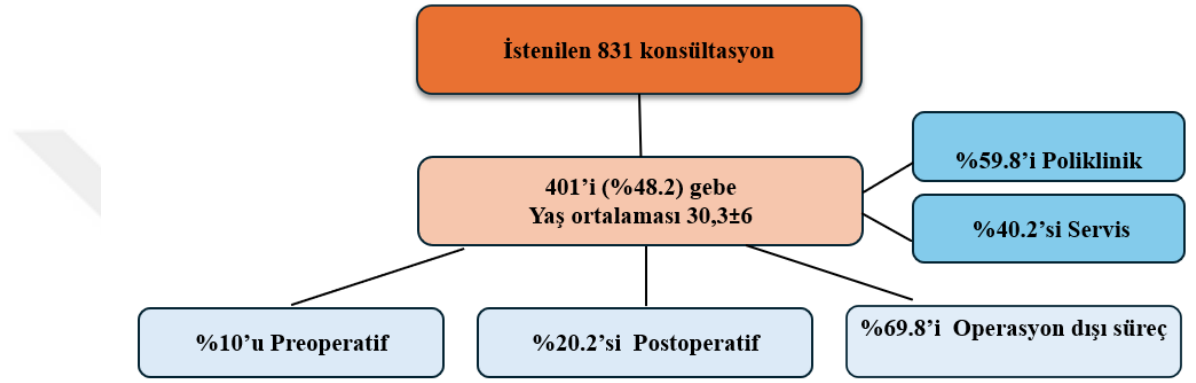 İstenilen 831 konsültasyon
401’i (%48.2) gebe
Yaş ortalaması 30,3±6
%59.8’i Poliklinik
%40.2’si Servis
%10’u Preoperatif
%20.2’si Postoperatif
%69.8’i Operasyon dışı süreç